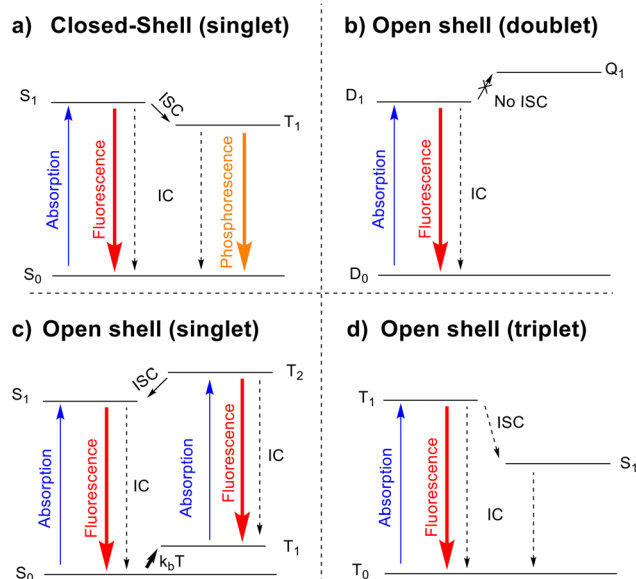 a) Closed-Shell (singlet)
S1
ISC
T1
Absorption
Fluorescence
IC
Phosphorescence
S0
b) Open shell (doublet)
Q1
D1
No ISC
Absorption
Fluorescence
IC
D0
c) Open shell (singlet)
T2
ISC
S1
Absorption
Fluorescence
IC
Absorption
Fluorescence
IC
T1
kbT
S0
d) Open shell (triplet)
T1
ISC
S1
Absorption
Fluorescence
IC
T0